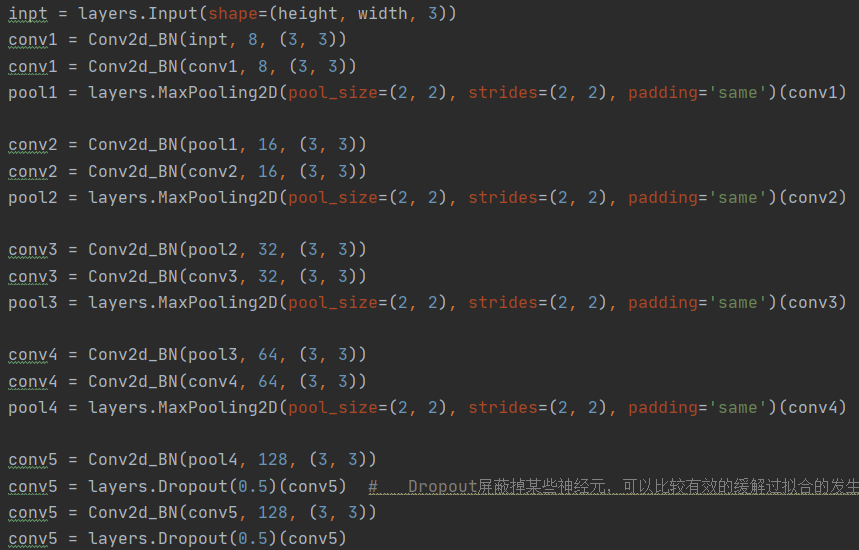 inpt = layers.Input(shape=(height, width, 3))
conv1 = Conv2d_BN(inpt, 8, (3, 3))
conv1 = Conv2d_BN(conv1, 8, (3, 3))
pool1 = layers.MaxPooling2D(pool_size=(2, 2), strides=(2, 2), padding='same')(conv1)
conv2 = Conv2d_BN(pool1, 16, (3, 3))
conv2 = Conv2d_BN(conv2, 16, (3, 3))
pool2 = layers.MaxPooling2D(pool_size=(2, 2), strides=(2, 2), padding='same')(conv2)
conv3 = Conv2d_BN(pool2, 32, (3, 3))
conv3 = Conv2d_BN(conv3, 32, (3, 3))
pool3 = layers.MaxPooling2D(pool_size=(2, 2), strides=(2, 2), padding='same')(conv3)
conv4 = Conv2d_BN(pool3, 64, (3, 3))
conv4 = Conv2d_BN(conv4, 64, (3, 3))
pool4 = layers.MaxPooling2D(pool_size=(2, 2), strides=(2, 2), padding='same')(conv4)
conv5 = Conv2d_BN(pool4, 128, (3, 3))
conv5 = layers.Dropout(0.5)(conv5)  #   Dropout屏蔽掉某些神经元，可以比较有效的缓解过拟合的发生
conv5 = Conv2d_BN(conv5, 128, (3, 3))
conv5 = layers.Dropout(0.5)(conv5)